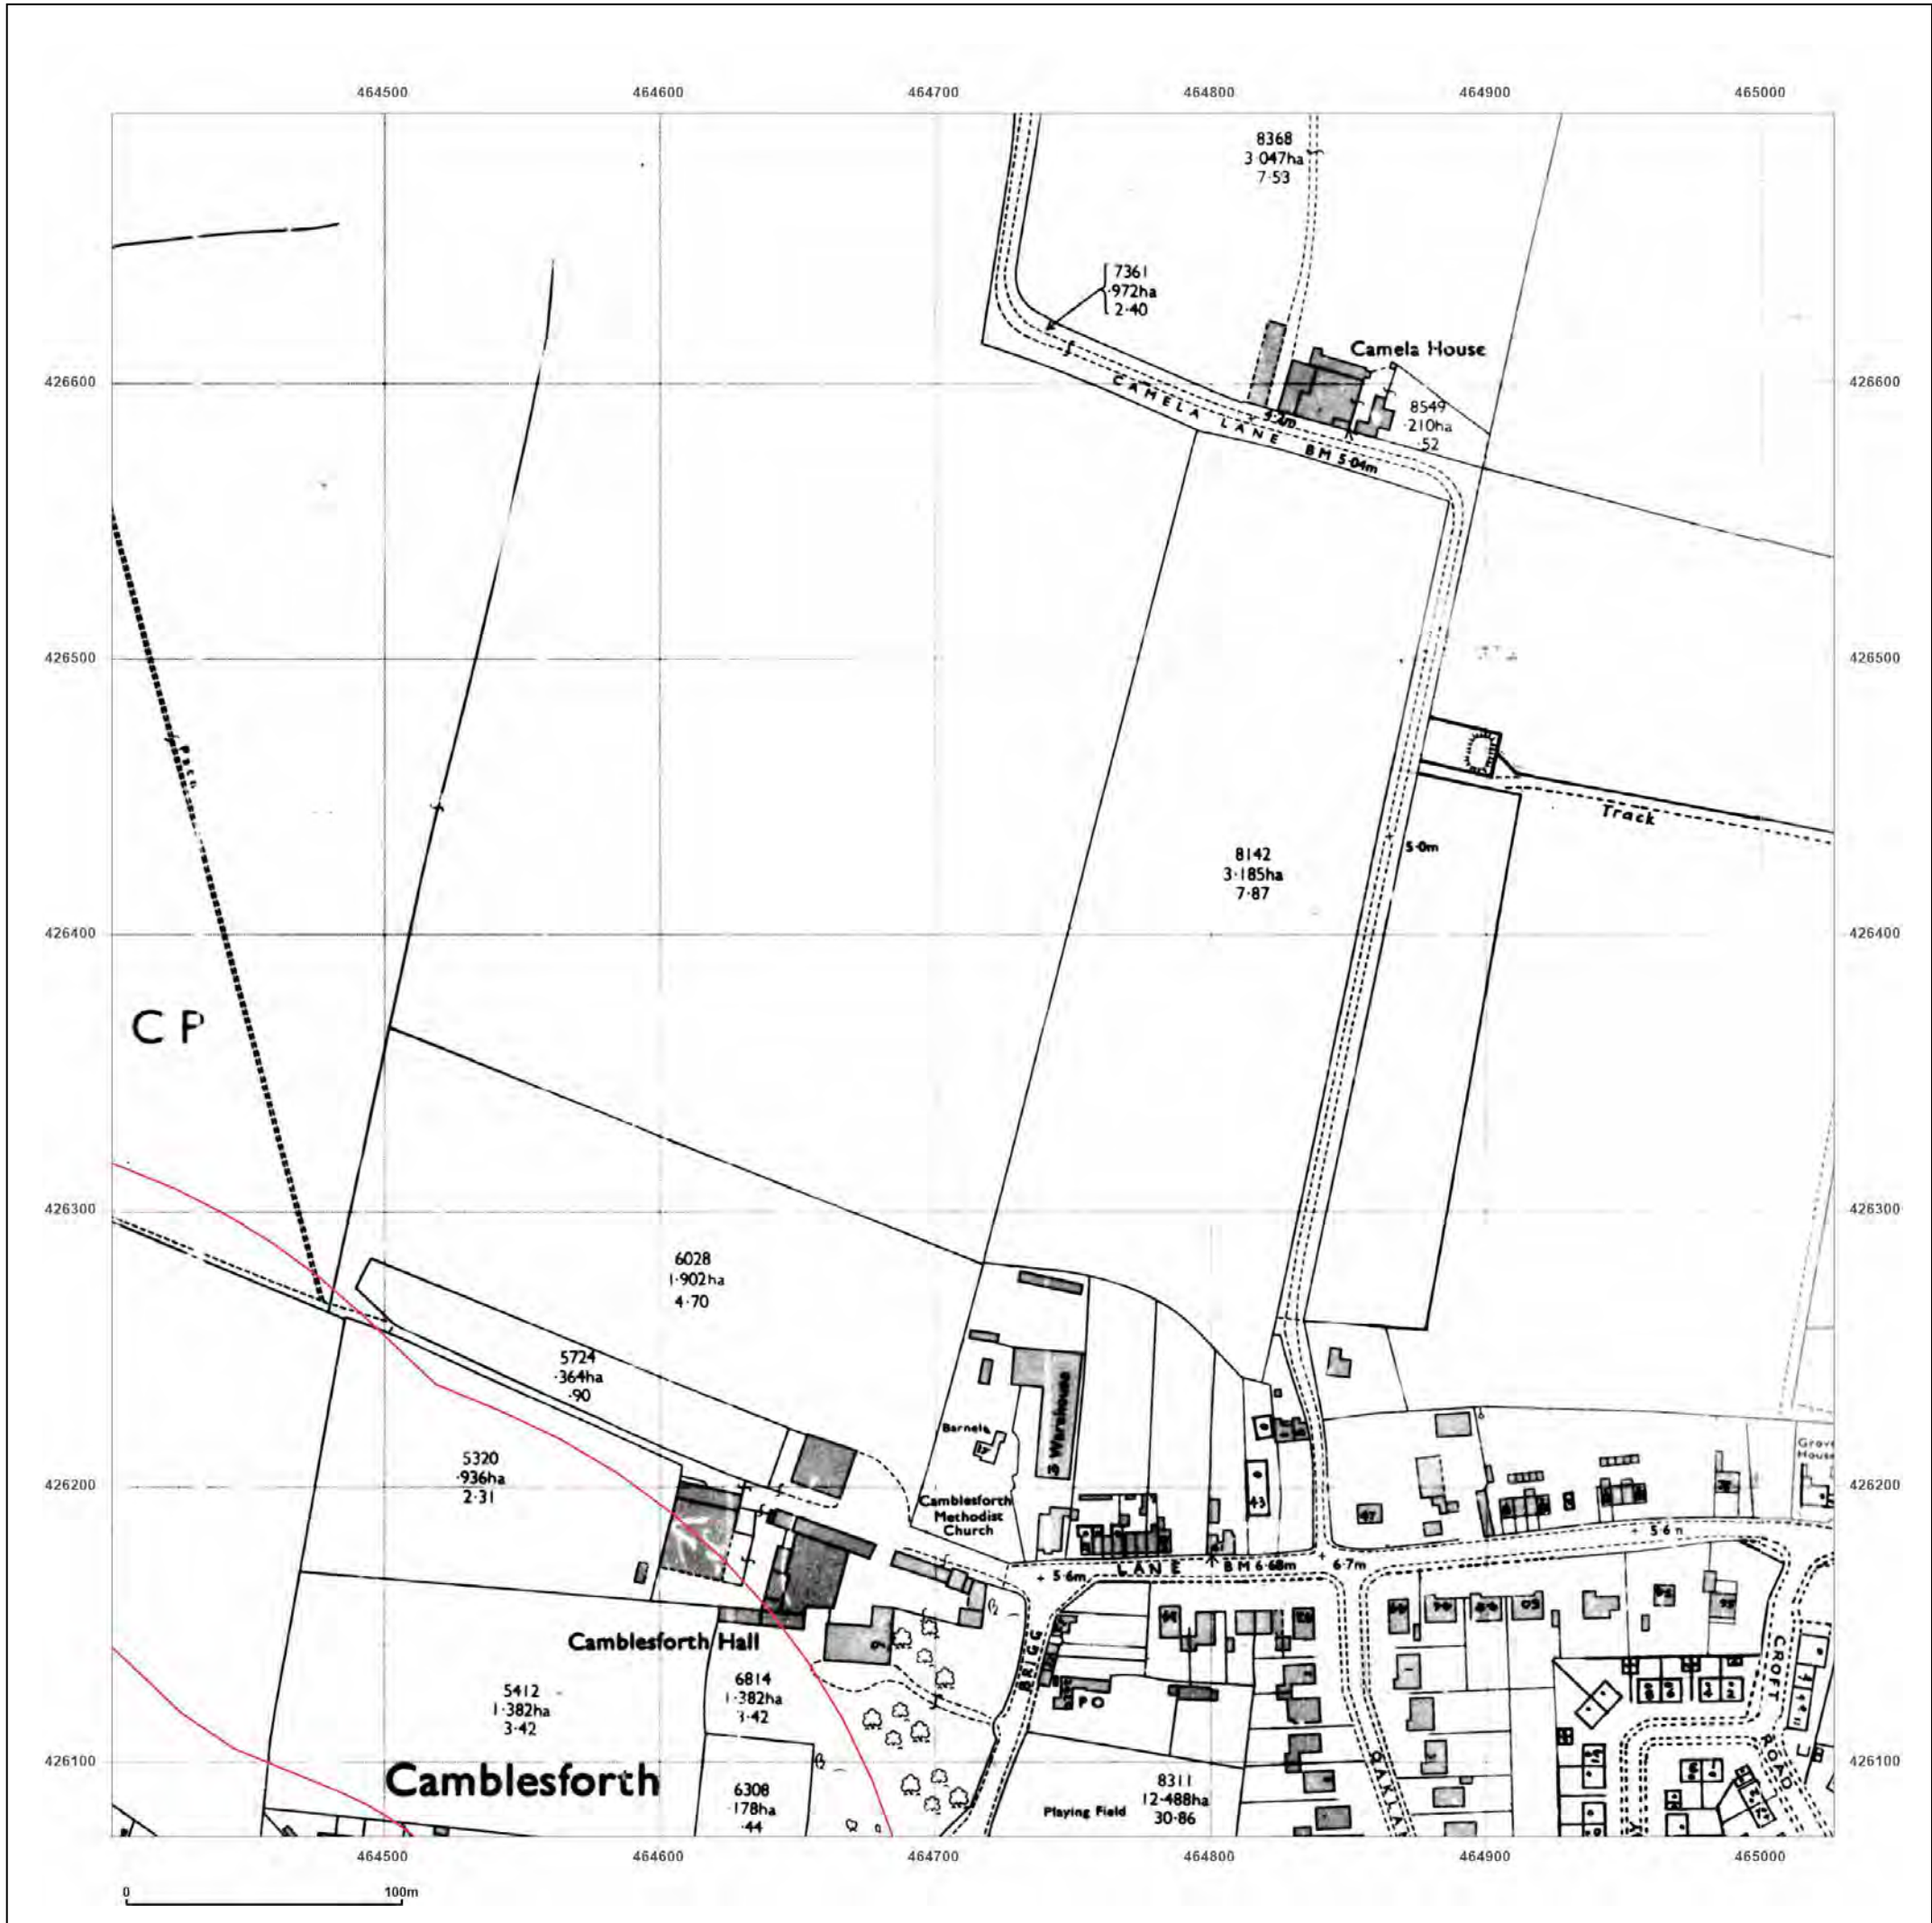 464500 464600 464700 464800 464900 465000
8368
3·047ha
7·53
7361
·972ha
2·40
Camela House
426600 426600
8549
·210ha
·52
CAMELA LANE
BM 5·04m
426500 426500
Track
5·0m
8142
3·185ha
7·87
426400 426400
CP
426300 426300
6028
1·902ha
4·70
5724
·364ha
·90
Warehouse
5320
·936ha
2·31
426200 426200
Camblesforth
Methodist
Church
43
47
5·6m
LANE
BM 6·68m
6·7m
5·6m
BRIGG
Camblesforth Hall
6814
1·382ha
3·42
5412
1·382ha
3·42
PO
CROFT
ROAD
426100 426100
Camblesforth
6308
·178ha
·44
Playing Field
8311
12·488ha
30·86
464500 464600 464700 464800 464900 465000
0 100m